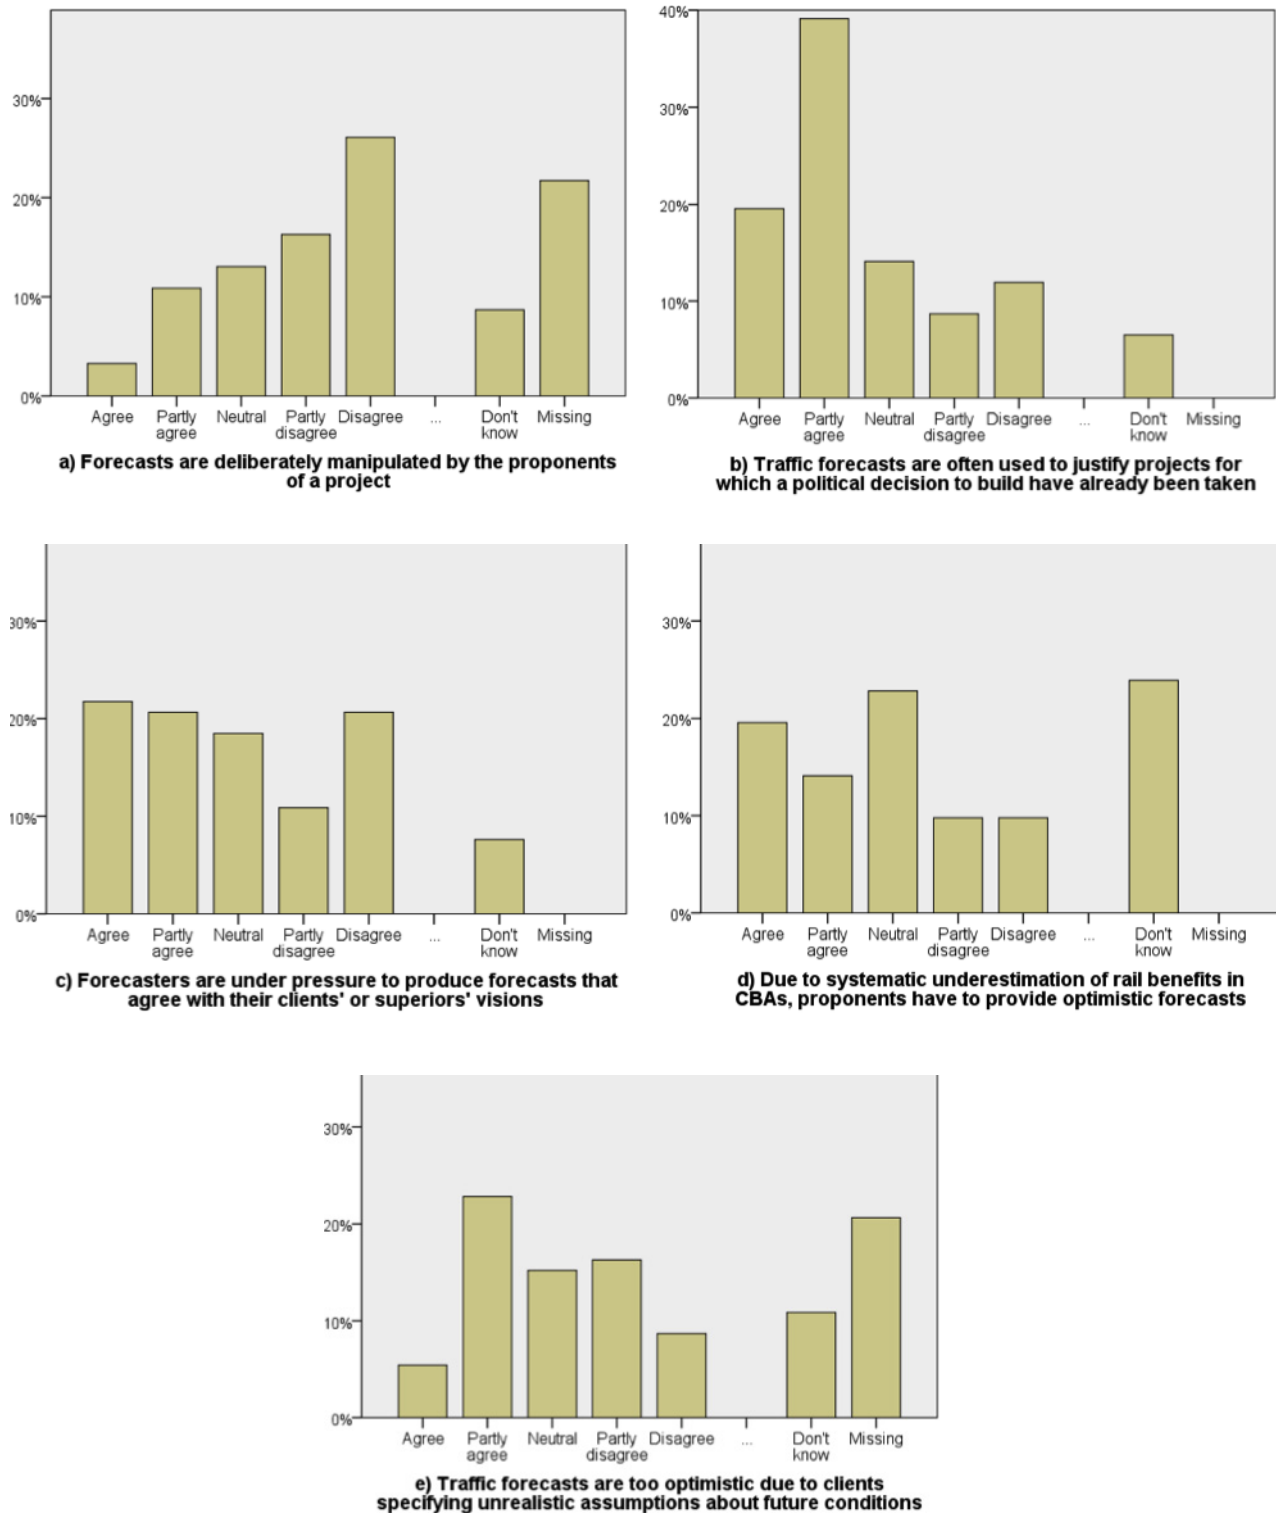 30%
20%
10%
0%
Agree Partly agree Neutral Partly disagree Disagree ... Don't know Missing
a) Forecasts are deliberately manipulated by the proponents
of a project
40%
30%
20%
10%
0%
Agree Partly agree Neutral Partly disagree Disagree ... Don't know Missing
b) Traffic forecasts are often used to justify projects for
which a political decision to build have already been taken
30%
20%
10%
0%
Agree Partly agree Neutral Partly disagree Disagree ... Don't know Missing
c) Forecasters are under pressure to produce forecasts that
agree with their clients' or superiors' visions
30%
20%
10%
0%
Agree Partly agree Neutral Partly disagree Disagree ... Don't know Missing
d) Due to systematic underestimation of rail benefits in
CBAs, proponents have to provide optimistic forecasts
30%
20%
10%
0%
Agree Partly agree Neutral Partly disagree Disagree ... Don't know Missing
e) Traffic forecasts are too optimistic due to clients
specifying unrealistic assumptions about future conditions